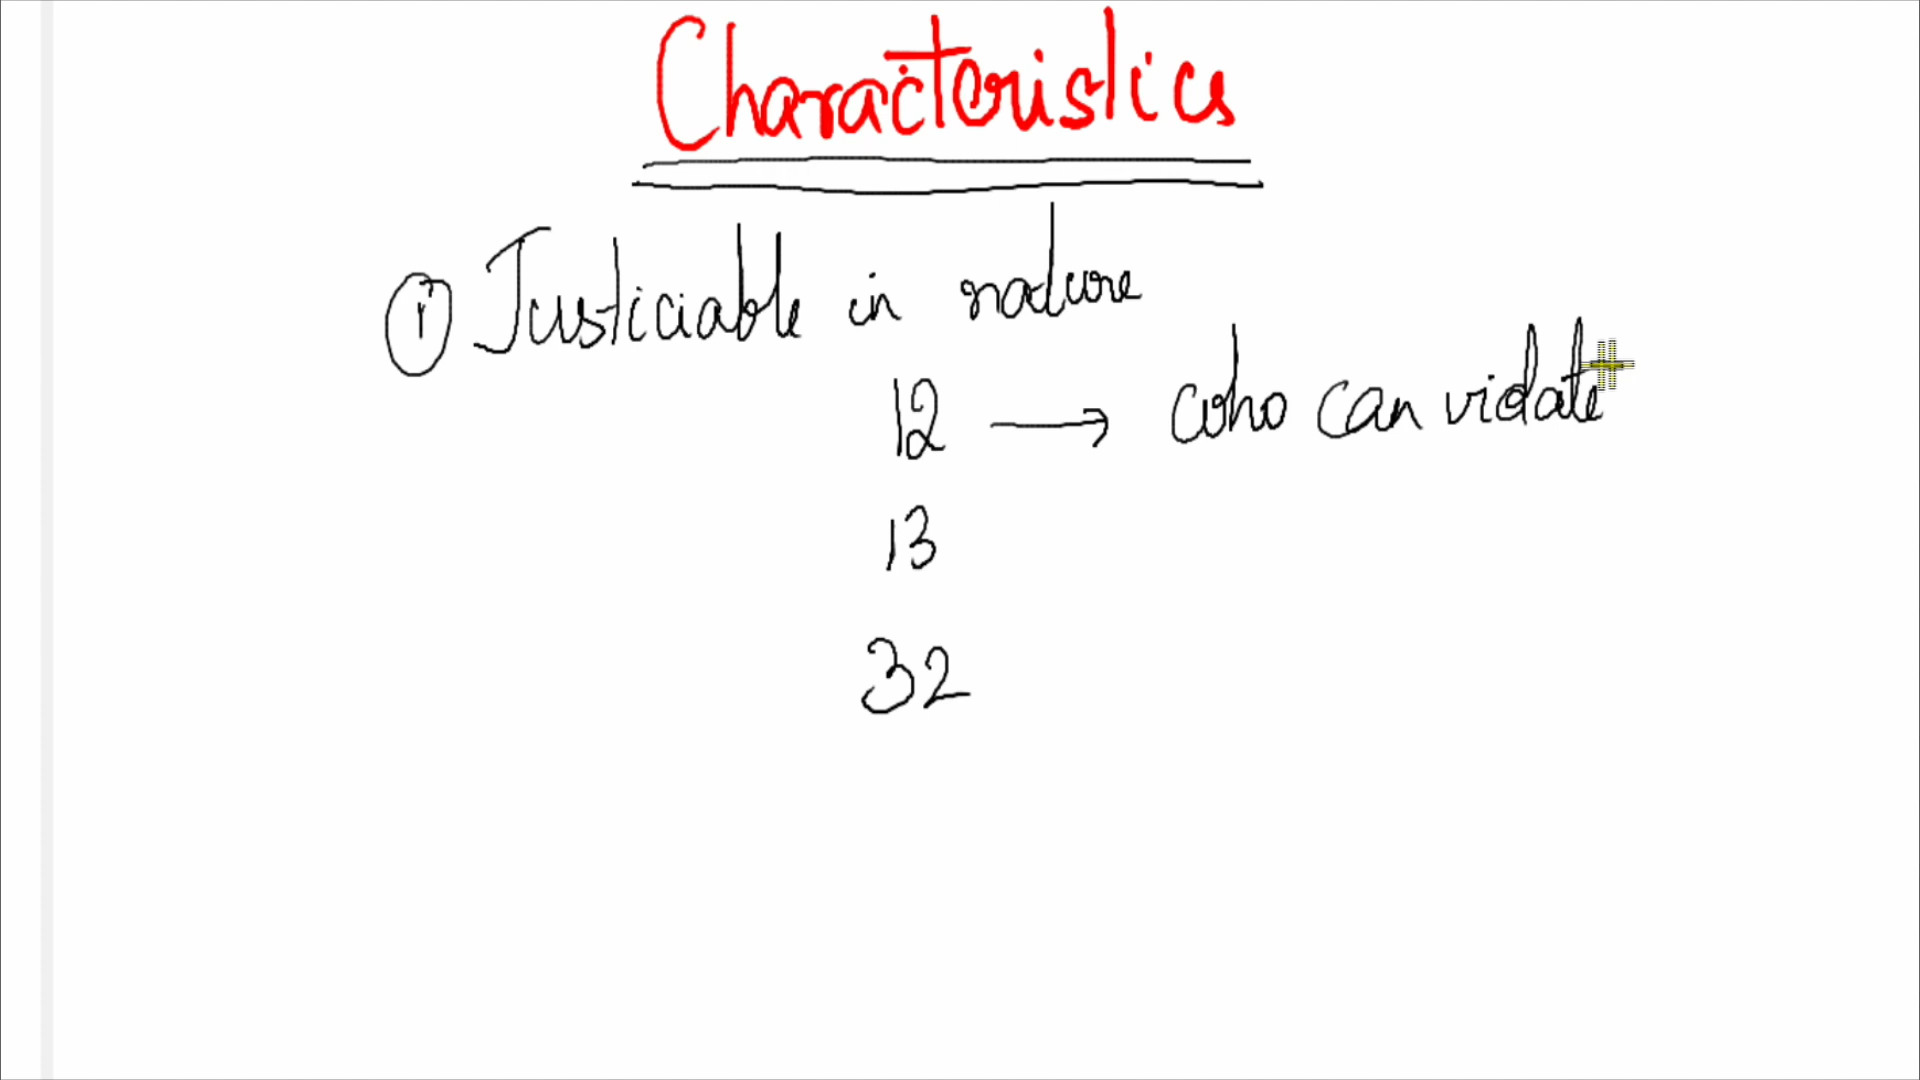 Characteristics
① Justiciable in nature
12 → who can violate
13
32